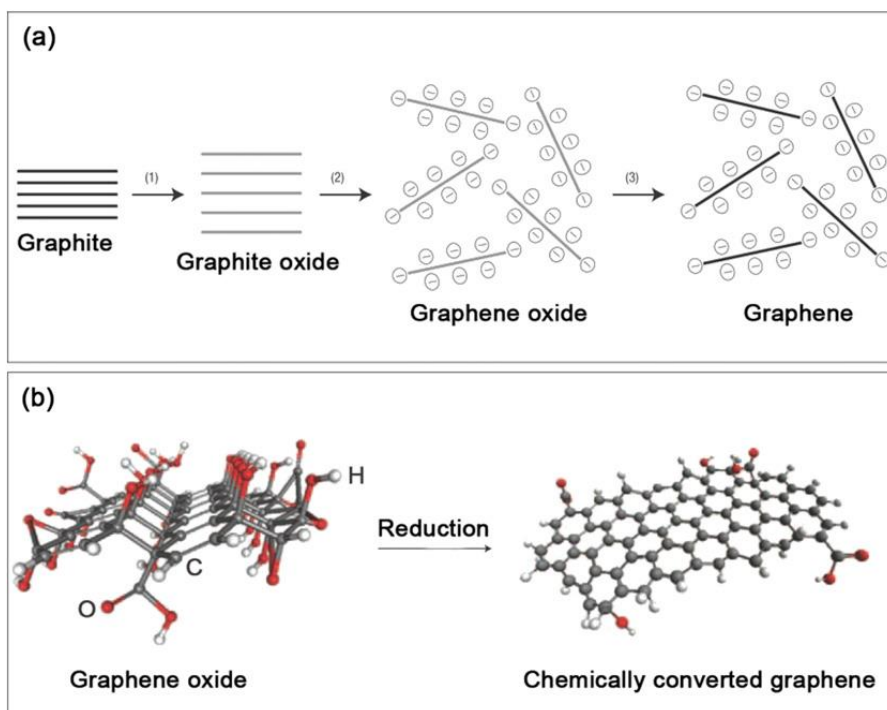 (a)
(1)
(2)
(3)
Graphite
Graphite oxide
Graphene oxide
Graphene
(b)
H
Reduction
C
O
Graphene oxide
Chemically converted graphene